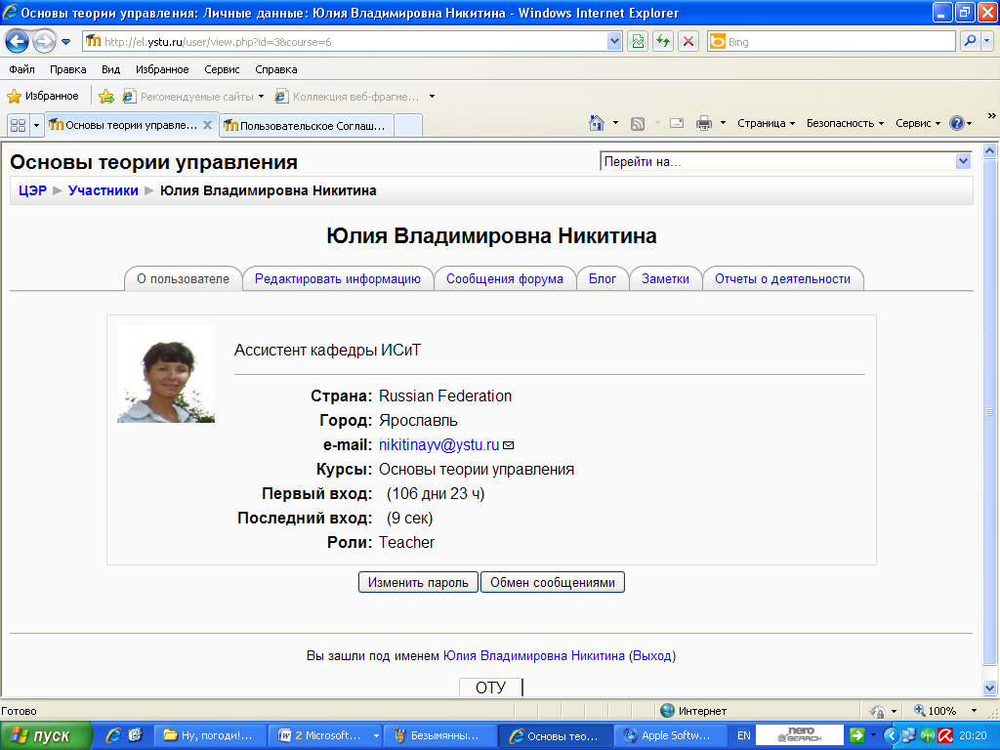 Основы теории управления: Личные данные: Юлия Владимировна Никитина - Windows Internet Explorer
http://el.ystu.ru/user/view.php?id=3&course=6
Bing
Файл Правка Вид Избранное Сервис Справка
Избранное Рекомендуемые сайты Коллекция веб-фрагме...
Основы теории управле... Пользовательское Соглаш... Страница Безопасность Сервис »
Основы теории управления Перейти на...
ЦЭР ► Участники ► Юлия Владимировна Никитина
Юлия Владимировна Никитина
О пользователе Редактировать информацию Сообщения форума Блог Заметки Отчеты о деятельности
Ассистент кафедры ИСиТ
Страна: Russian Federation
Город: Ярославль
e-mail: nikitinayv@ystu.ru
Курсы: Основы теории управления
Первый вход: (106 дни 23 ч)
Последний вход: (9 сек)
Роли: Teacher
Изменить пароль Обмен сообщениями
Вы зашли под именем Юлия Владимировна Никитина (Выход)
ОТУ
Готово Интернет 100%
пуск Ну, погоди!... 2 Microsoft... Безымянны... Основы тео... Apple Softw... EN nero SEARCH 20:20